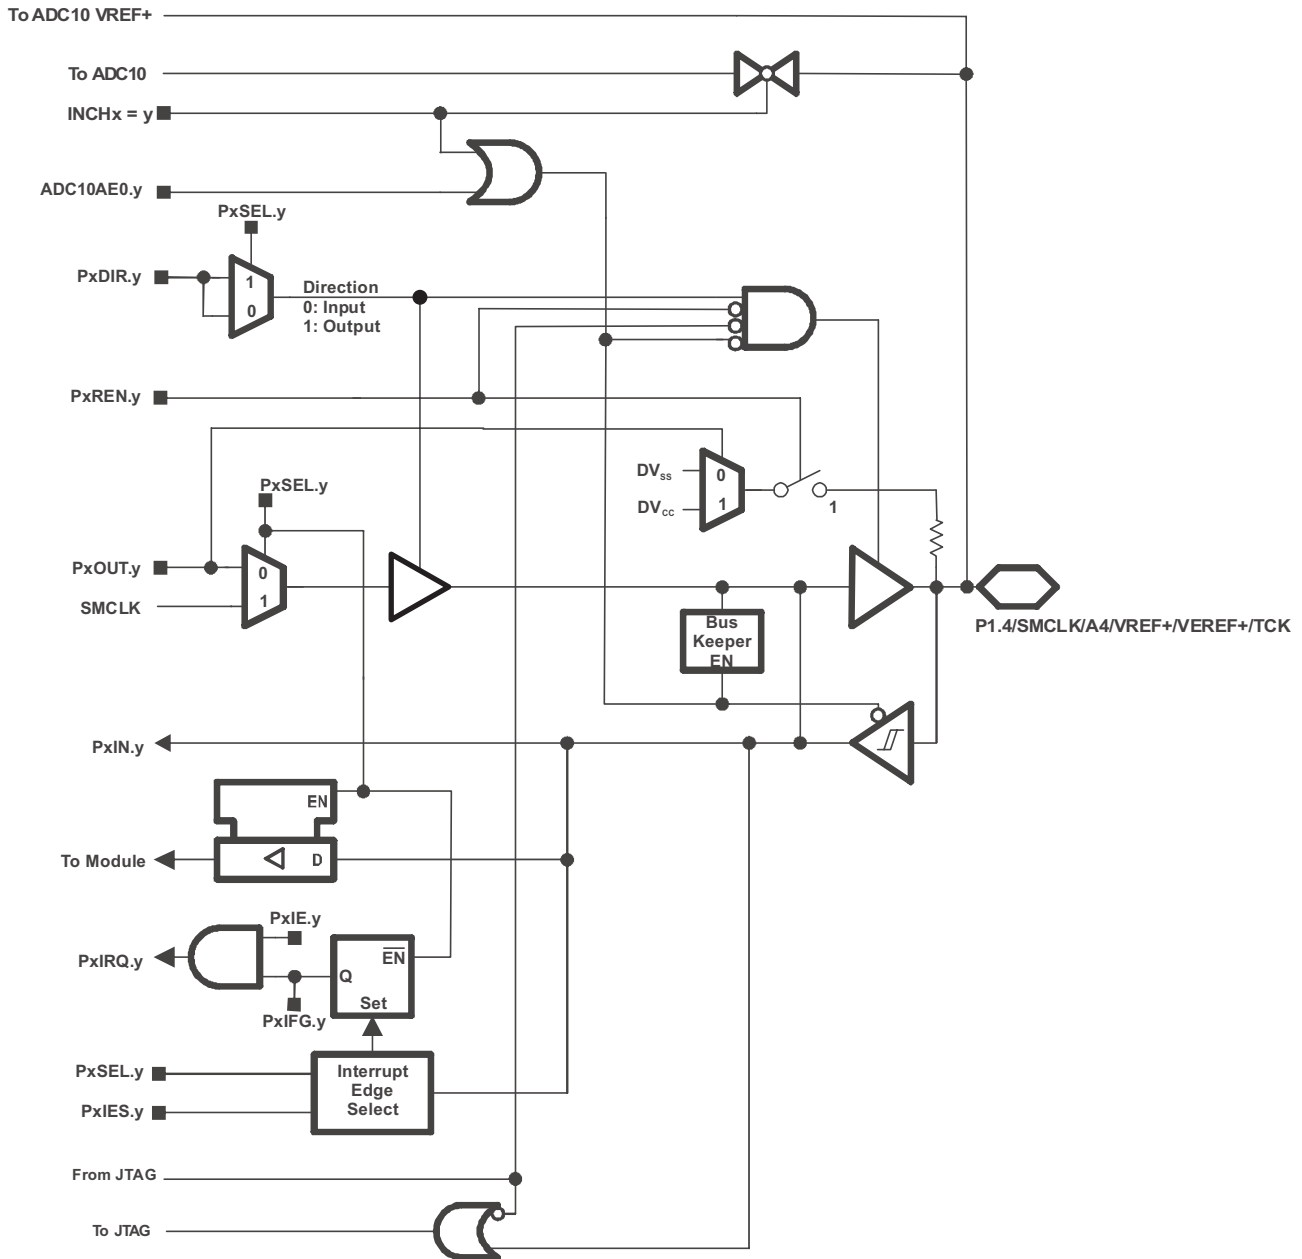 To ADC10 VREF+
To ADC10
INCHx = y
ADC10AE0.y
PxSEL.y
PxDIR.y
1
0
Direction
0: Input
1: Output
PxREN.y
DVss
0
DVcc
1
1
PxSEL.y
PxOUT.y
0
SMCLK
1
Bus
Keeper
EN
P1.4/SMCLK/A4/VREF+/VEREF+/TCK
PxIN.y
EN
To Module
D
PxIE.y
PxIRQ.y
EN
Q
Set
PxIFG.y
PxSEL.y
PxIES.y
Interrupt
Edge
Select
From JTAG
To JTAG